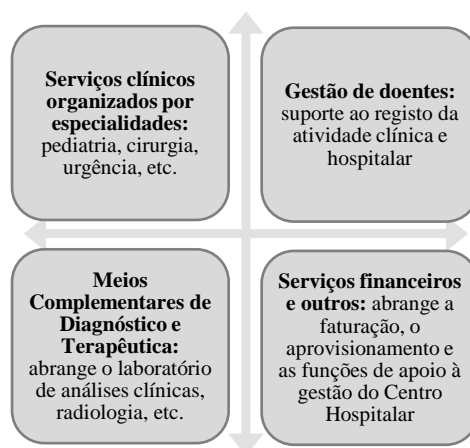 Serviços clínicos
organizados por
especialidades:
pediatria, cirurgia,
urgência, etc.
Gestão de doentes:
suporte ao registo da
atividade clínica e
hospitalar
Meios
Complementares de
Diagnóstico e
Terapêutica:
abrange o laboratório
de análises clínicas,
radiologia, etc.
Serviços financeiros
e outros: abrange a
faturação, o
aprovisionamento e
as funções de apoio à
gestão do Centro
Hospitalar